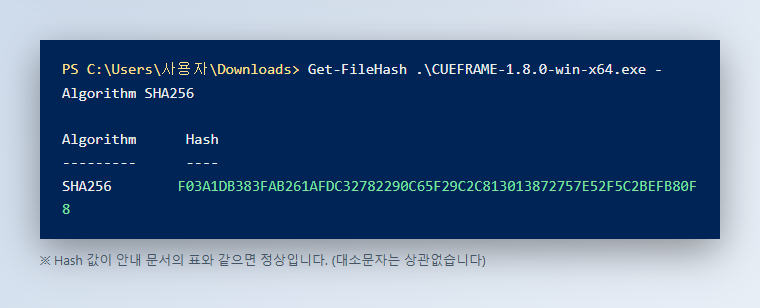 PS C:\Users\사용자\Downloads> Get-FileHash .\CUEFRAME-1.8.0-win-x64.exe -
Algorithm SHA256
Algorithm Hash
--------- ----
SHA256 F03A1DB383FAB261AFDC32782290C65F29C2C813013872757E52F5C2BEFB80F
8
※ Hash 값이 안내 문서의 표와 같으면 정상입니다. (대소문자는 상관없습니다)